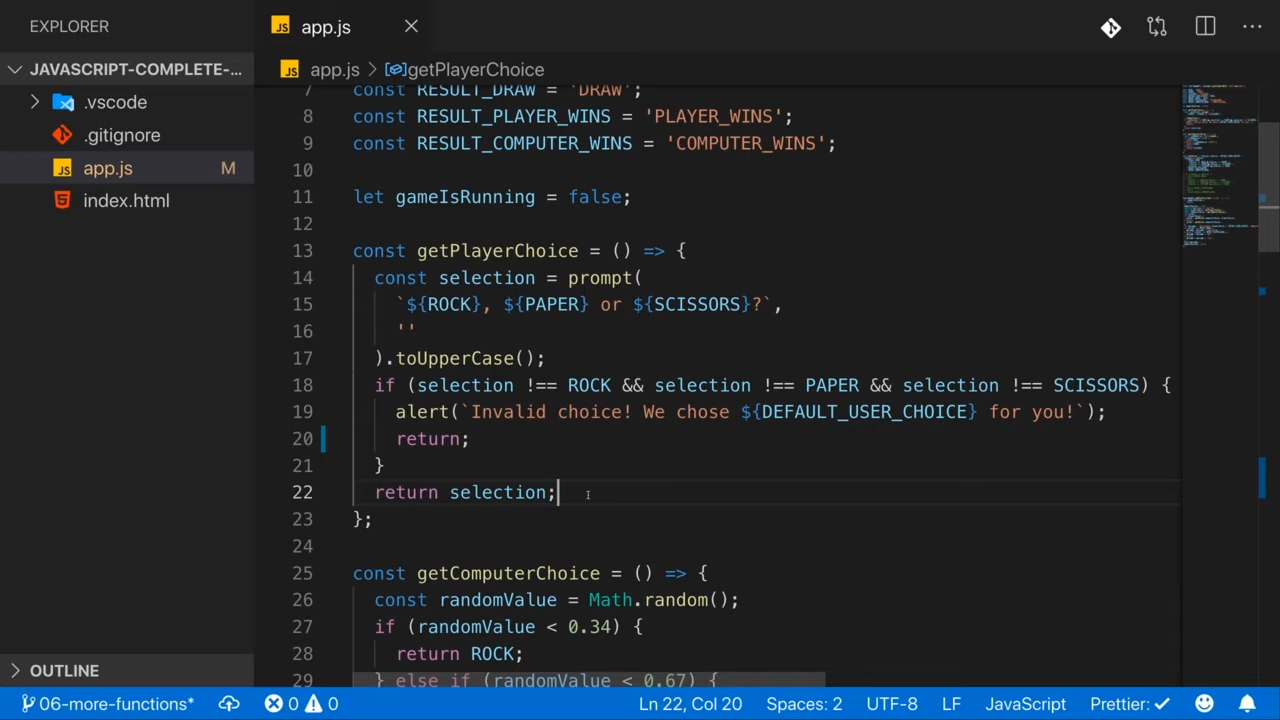 EXPLORER
JS app.js
JAVASCRIPT-COMPLETE-...
JS app.js > getPlayerChoice
.vscode
.gitignore
JS app.js M
index.html
7 const RESULT_DRAW = 'DRAW';
8 const RESULT_PLAYER_WINS = 'PLAYER_WINS';
9 const RESULT_COMPUTER_WINS = 'COMPUTER_WINS';
10
11 let gameIsRunning = false;
12
13 const getPlayerChoice = () => {
14 const selection = prompt(
15 `${ROCK}, ${PAPER} or ${SCISSORS}?`,
16 ''
17 ).toUpperCase();
18 if (selection !== ROCK && selection !== PAPER && selection !== SCISSORS) {
19 alert(`Invalid choice! We chose ${DEFAULT_USER_CHOICE} for you!`);
20 return;
21 }
22 return selection;
23 };
24
25 const getComputerChoice = () => {
26 const randomValue = Math.random();
27 if (randomValue < 0.34) {
28 return ROCK;
29 } else if (randomValue < 0.67) {
OUTLINE
06-more-functions* 0 0 Ln 22, Col 20 Spaces: 2 UTF-8 LF JavaScript Prettier: ✓